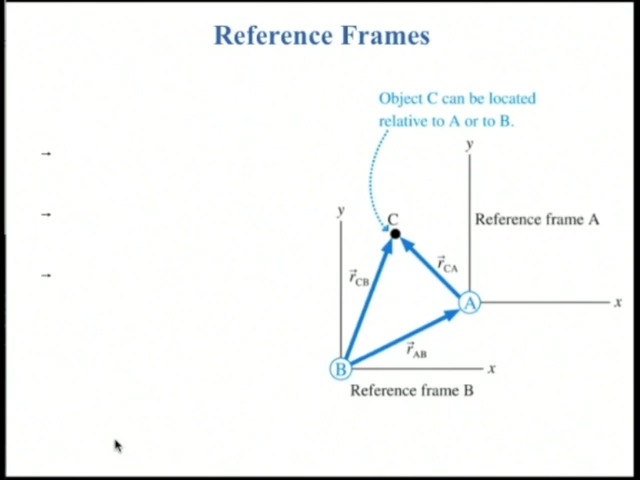 Reference Frames
Object C can be located
relative to A or to B.
→
→
→
y
y
C
Reference frame A
r⃗CA
r⃗CB
A
x
r⃗AB
B
x
Reference frame B